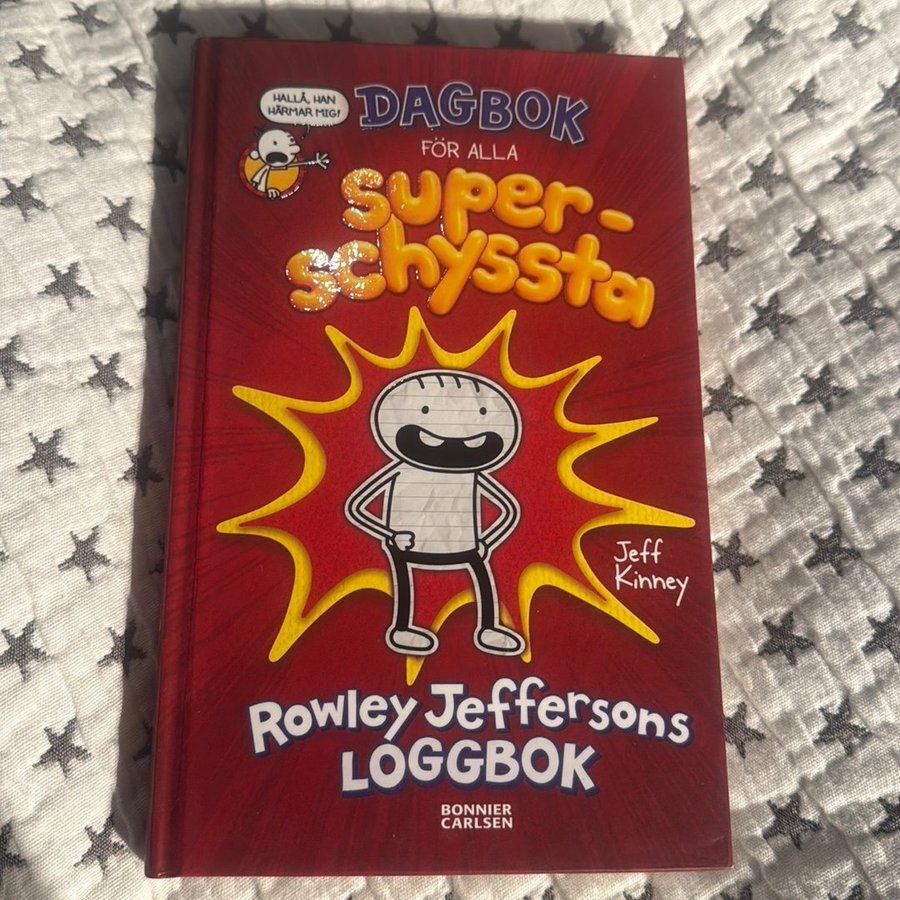 HALLÅ, HAN
HÄRMAR MIG!
DAGBOK
FÖR ALLA
super-
schyssta
Jeff
Kinney
Rowley Jeffersons
LOGGBOK
BONNIER
CARLSEN